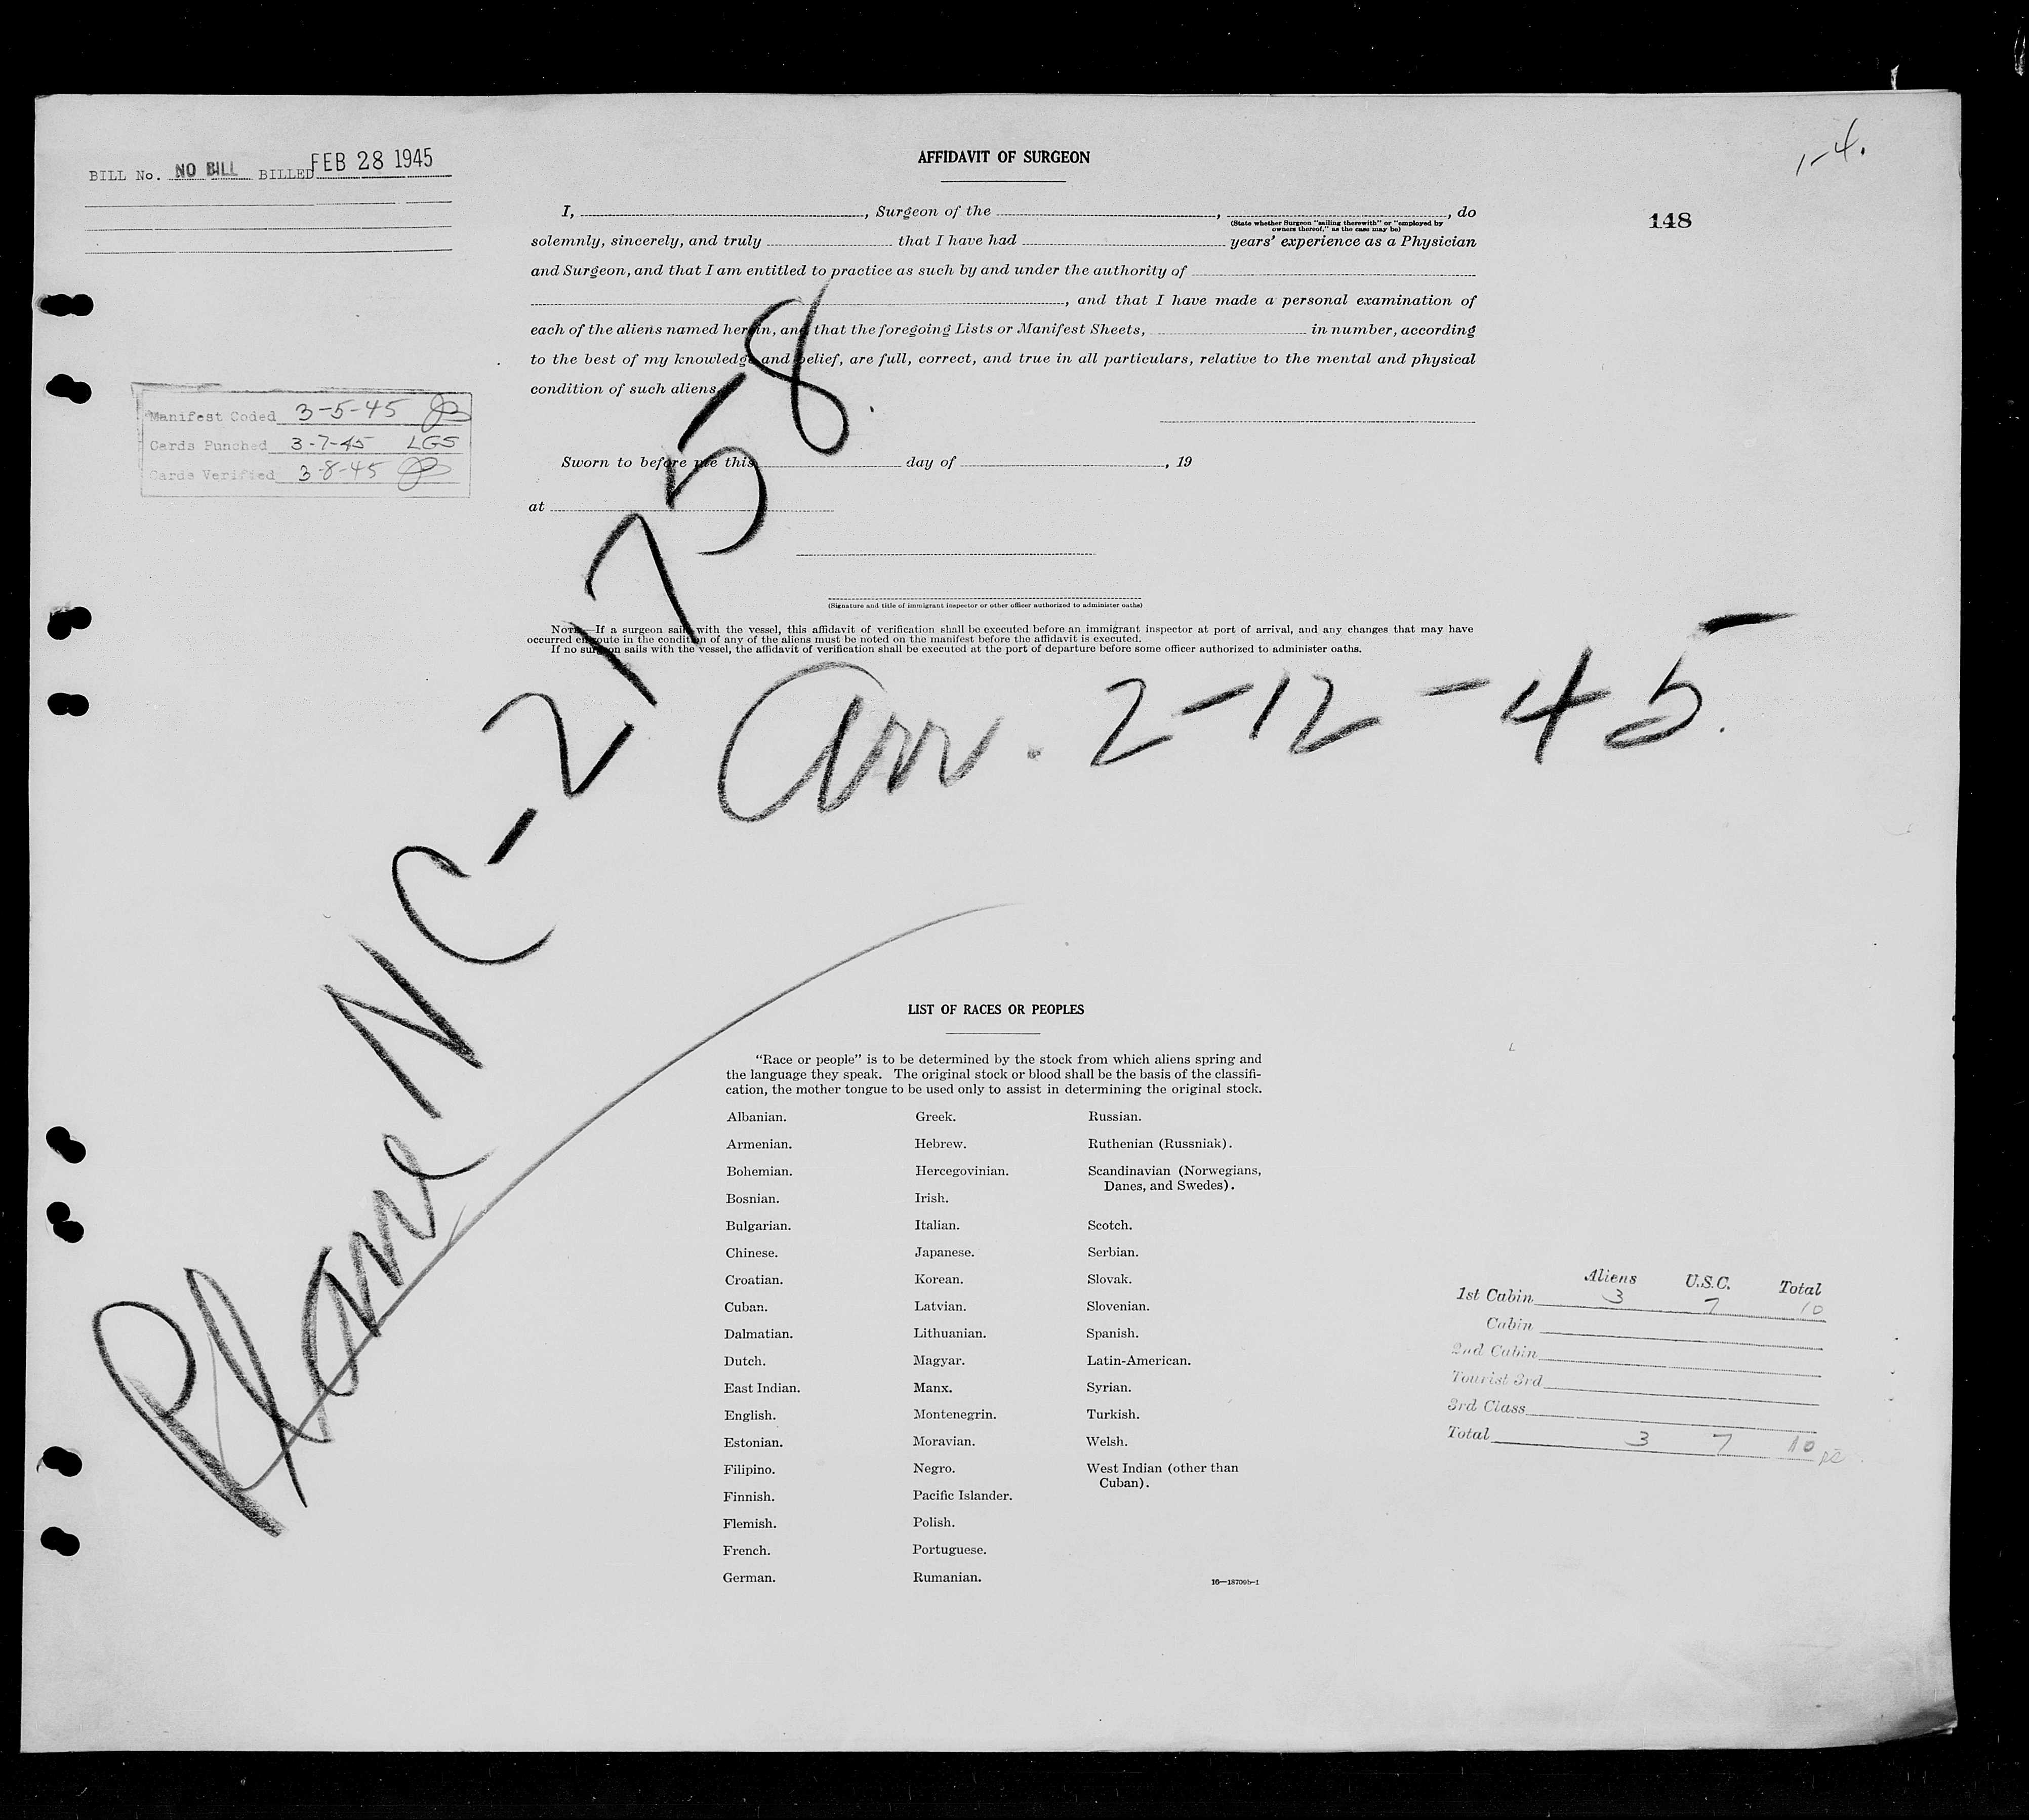 1-4.
BILL No. NO BILL BILLED FEB 28 1945
148
AFFIDAVIT OF SURGEON
I, , Surgeon of the , , do
(State whether Surgeon "sailing therewith" or "employed by
owners thereof," as the case may be)
solemnly, sincerely, and truly that I have had years' experience as a Physician
and Surgeon, and that I am entitled to practice as such by and under the authority of
, and that I have made a personal examination of
each of the aliens named herein, and that the foregoing Lists or Manifest Sheets, in number, according
to the best of my knowledge and belief, are full, correct, and true in all particulars, relative to the mental and physical
condition of such aliens.
Manifest Coded 3-5-45
Cards Punched 3-7-45 LGS
Cards Verified 3-8-45
Sworn to before me this day of , 19
at
(Signature and title of immigrant inspector or other officer authorized to administer oaths)
NOTE.—If a surgeon sails with the vessel, this affidavit of verification shall be executed before an immigrant inspector at port of arrival, and any changes that may have
occurred en route in the condition of any of the aliens must be noted on the manifest before the affidavit is executed.
If no surgeon sails with the vessel, the affidavit of verification shall be executed at the port of departure before some officer authorized to administer oaths.
Plane NC-21758
Arr. 2-12-45.
LIST OF RACES OR PEOPLES
"Race or people" is to be determined by the stock from which aliens spring and
the language they speak. The original stock or blood shall be the basis of the classifi-
cation, the mother tongue to be used only to assist in determining the original stock.
Albanian.
Armenian.
Bohemian.
Bosnian.
Bulgarian.
Chinese.
Croatian.
Cuban.
Dalmatian.
Dutch.
East Indian.
English.
Estonian.
Filipino.
Finnish.
Flemish.
French.
German.
Greek.
Hebrew.
Hercegovinian.
Irish.
Italian.
Japanese.
Korean.
Latvian.
Lithuanian.
Magyar.
Manx.
Montenegrin.
Moravian.
Negro.
Pacific Islander.
Polish.
Portuguese.
Rumanian.
Russian.
Ruthenian (Russniak).
Scandinavian (Norwegians,
Danes, and Swedes).
Scotch.
Serbian.
Slovak.
Slovenian.
Spanish.
Latin-American.
Syrian.
Turkish.
Welsh.
West Indian (other than
Cuban).
16—18709b-1
Aliens U.S.C. Total
1st Cabin 3 7 10
Cabin
2nd Cabin
Tourist 3rd
3rd Class
Total 3 7 10